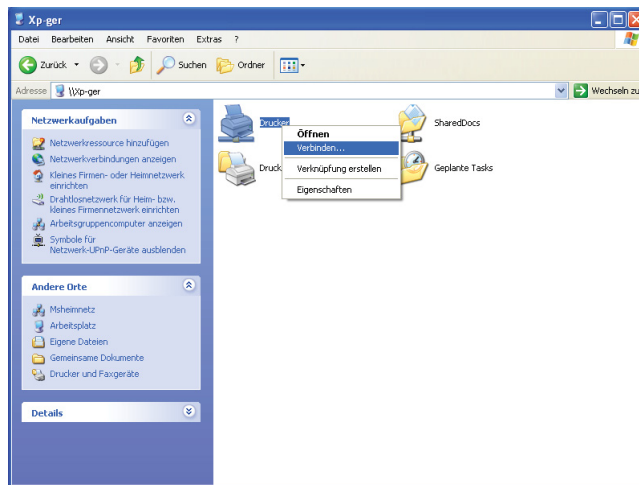 Xp-ger
Datei Bearbeiten Ansicht Favoriten Extras ?
Zurück Suchen Ordner
Adresse \\Xp-ger Wechseln zu
Netzwerkaufgaben
Netzwerkressource hinzufügen
Netzwerkverbindungen anzeigen
Kleines Firmen- oder Heimnetzwerk
einrichten
Drahtlosnetzwerk für Heim- bzw.
kleines Firmennetzwerk einrichten
Arbeitsgruppencomputer anzeigen
Symbole für
Netzwerk-UPnP-Geräte ausblenden
Andere Orte
Msheimnetz
Arbeitsplatz
Eigene Dateien
Gemeinsame Dokumente
Drucker und Faxgeräte
Details
Drucker
SharedDocs
Druck
Geplante Tasks
Öffnen
Verbinden...
Verknüpfung erstellen
Eigenschaften